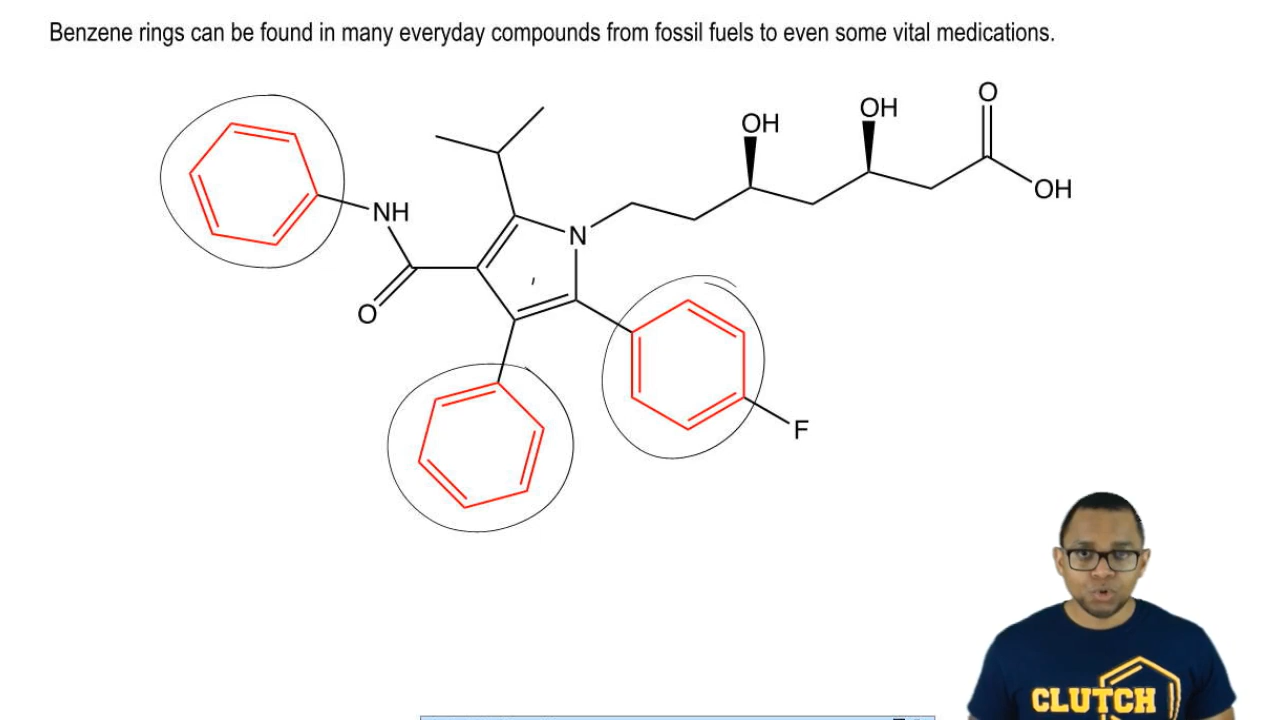 Benzene rings can be found in many everyday compounds from fossil fuels to even some vital medications.
OH
OH
O
OH
NH
N
O
F
CLUTCH